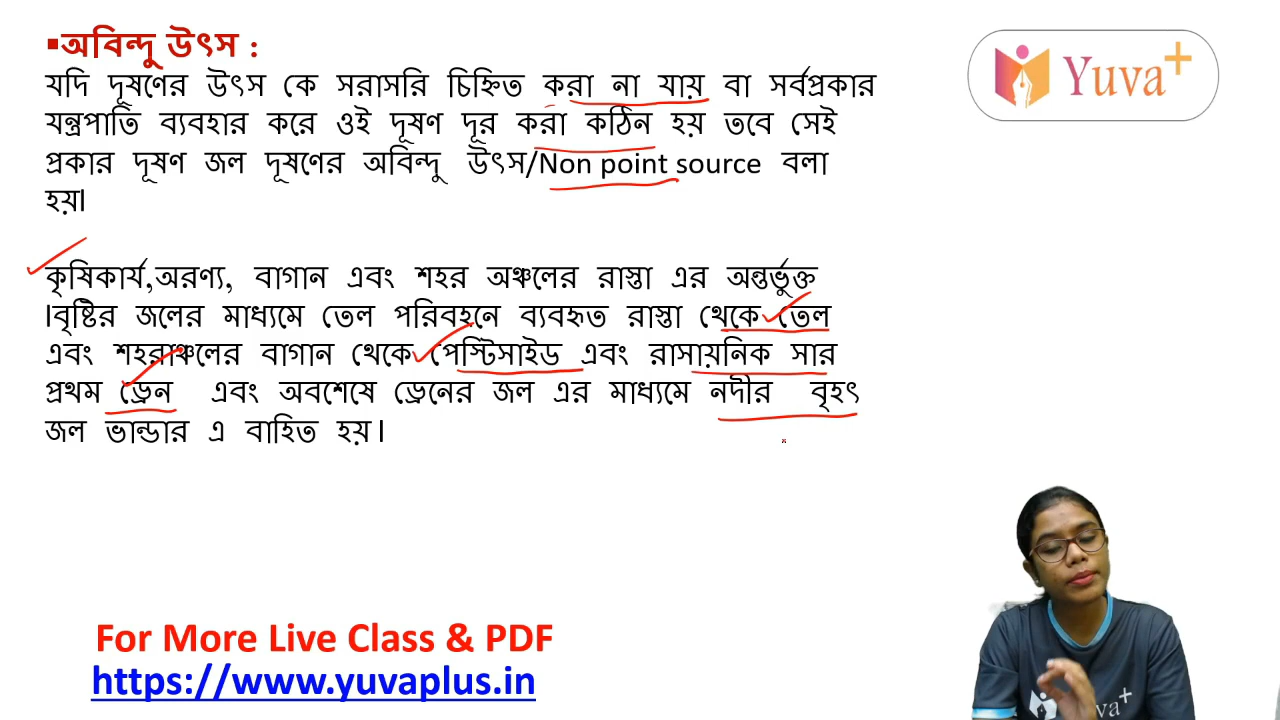 ▪অবিন্দু উৎস :
যদি দূষণের উৎস কে সরাসরি চিহ্নিত করা না যায় বা সর্বপ্রকার
যন্ত্রপাতি ব্যবহার করে ওই দূষণ দূর করা কঠিন হয় তবে সেই
প্রকার দূষণ জল দূষণের অবিন্দু উৎস/Non point source বলা
হয়।
কৃষিকার্য,অরণ্য, বাগান এবং শহর অঞ্চলের রাস্তা এর অন্তর্ভুক্ত
।বৃষ্টির জলের মাধ্যমে তেল পরিবহনে ব্যবহৃত রাস্তা থেকে তেল
এবং শহরাঞ্চলের বাগান থেকে পেস্টিসাইড এবং রাসায়নিক সার
প্রথম ড্রেন এবং অবশেষে ড্রেনের জল এর মাধ্যমে নদীর বৃহৎ
জল ভান্ডার এ বাহিত হয়।
Yuva+
For More Live Class & PDF
https://www.yuvaplus.in